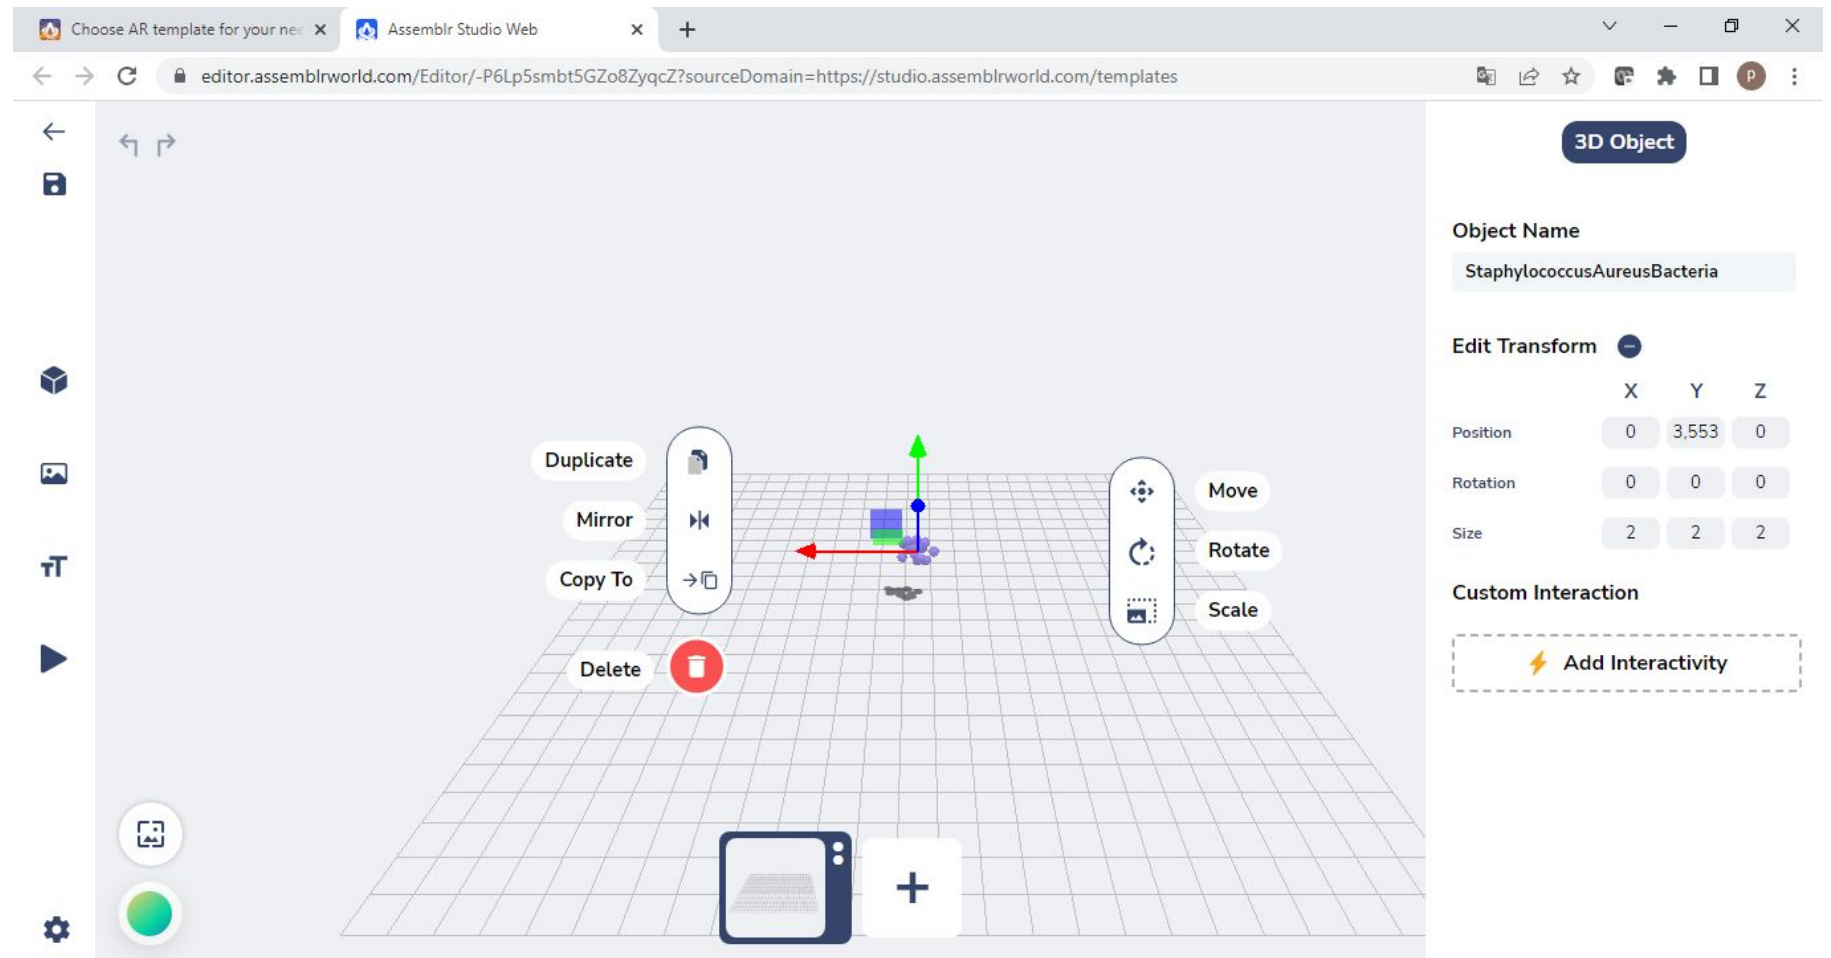 Choose AR template for your nee
Assemblr Studio Web
editor.assemblrworld.com/Editor/-P6Lp5smbt5GZo8ZyqcZ?sourceDomain=https://studio.assemblrworld.com/templates
P
3D Object
Object Name
StaphylococcusAureusBacteria
Edit Transform
X Y Z
Position 0 3,553 0
Rotation 0 0 0
Size 2 2 2
Custom Interaction
Add Interactivity
Duplicate
Mirror
Copy To
Delete
Move
Rotate
Scale
TT